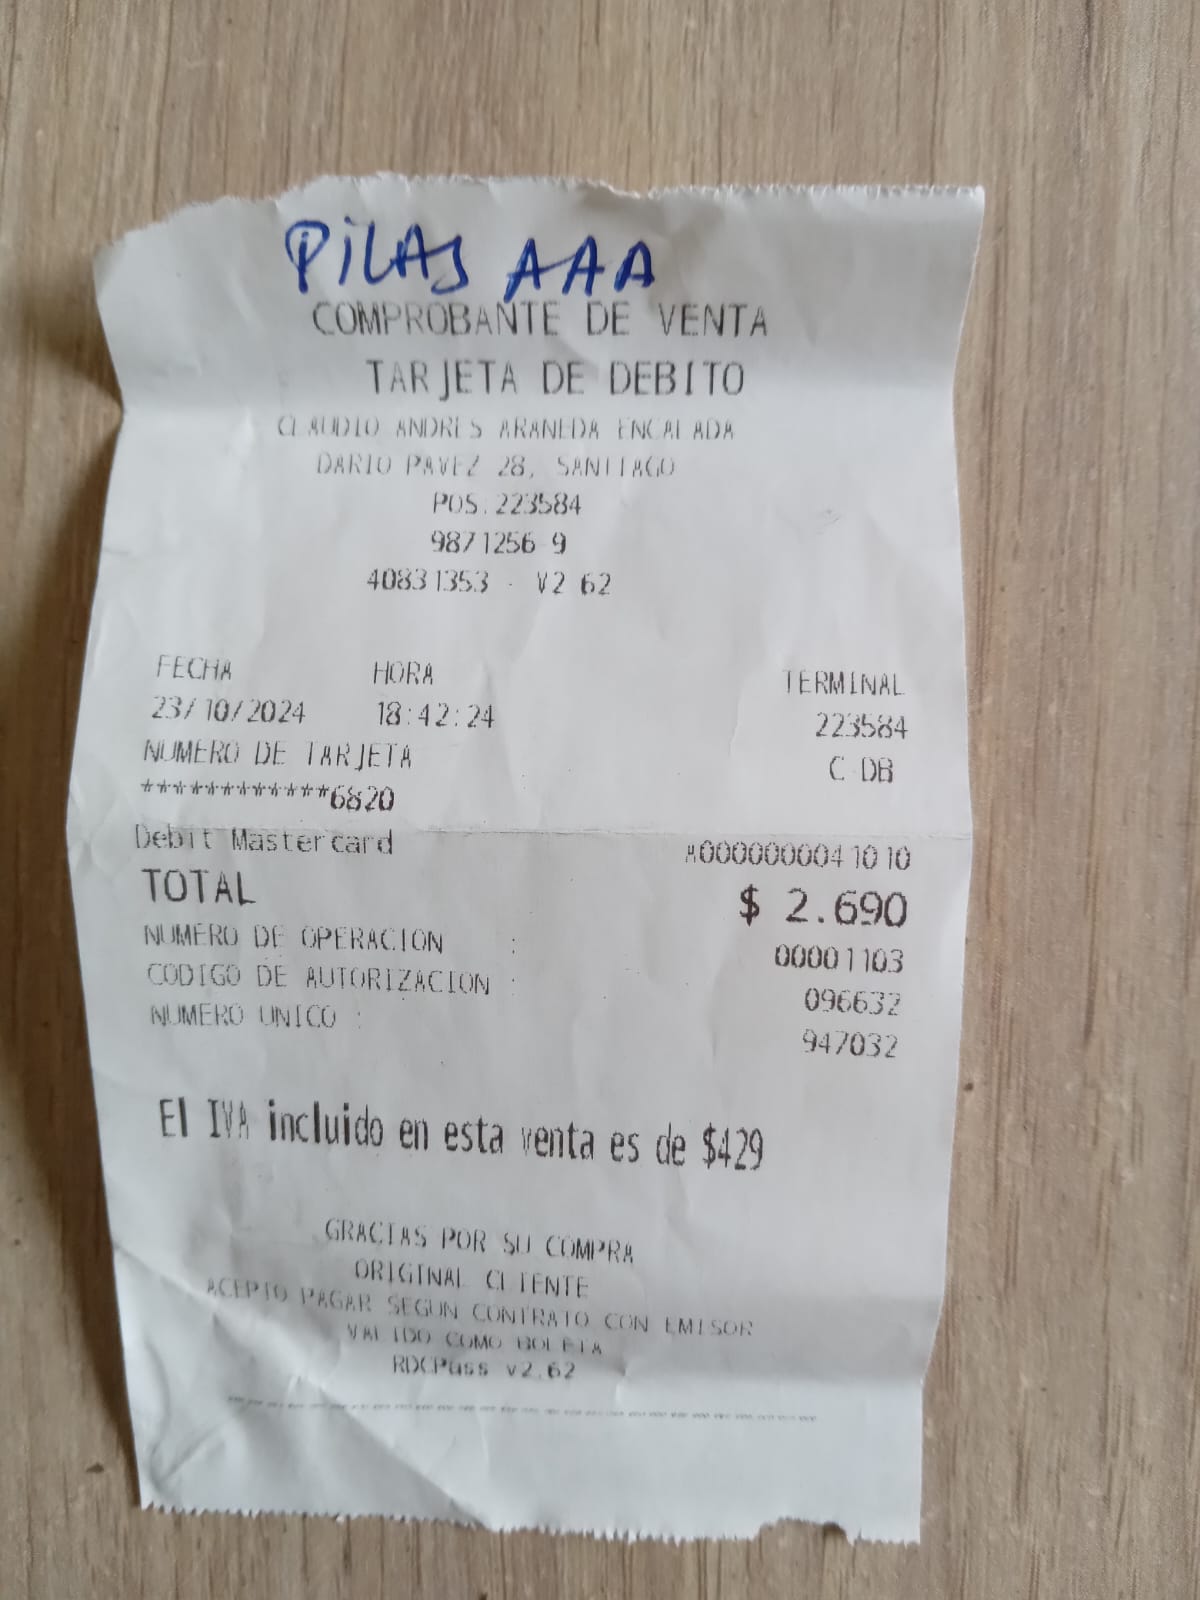 PILAS AAA
COMPROBANTE DE VENTA
TARJETA DE DEBITO
CLAUDIO ANDRES ARANEDA ENCALADA
DARIO PAVEZ 28, SANTIAGO
POS.223584
9871256 9
40831353 - V2 62
FECHA HORA TERMINAL
23/10/2024 18:42:24 223584
NUMERO DE TARJETA C DB
************6820
Debit Mastercard A0000000041010
TOTAL $ 2.690
NUMERO DE OPERACION : 00001103
CODIGO DE AUTORIZACION : 096632
NUMERO UNICO : 947032
El IVA incluido en esta venta es de $429
GRACIAS POR SU COMPRA
ORIGINAL CLIENTE
ACEPTO PAGAR SEGUN CONTRATO CON EMISOR
VALIDO COMO BOLETA
RDCPass v2.62